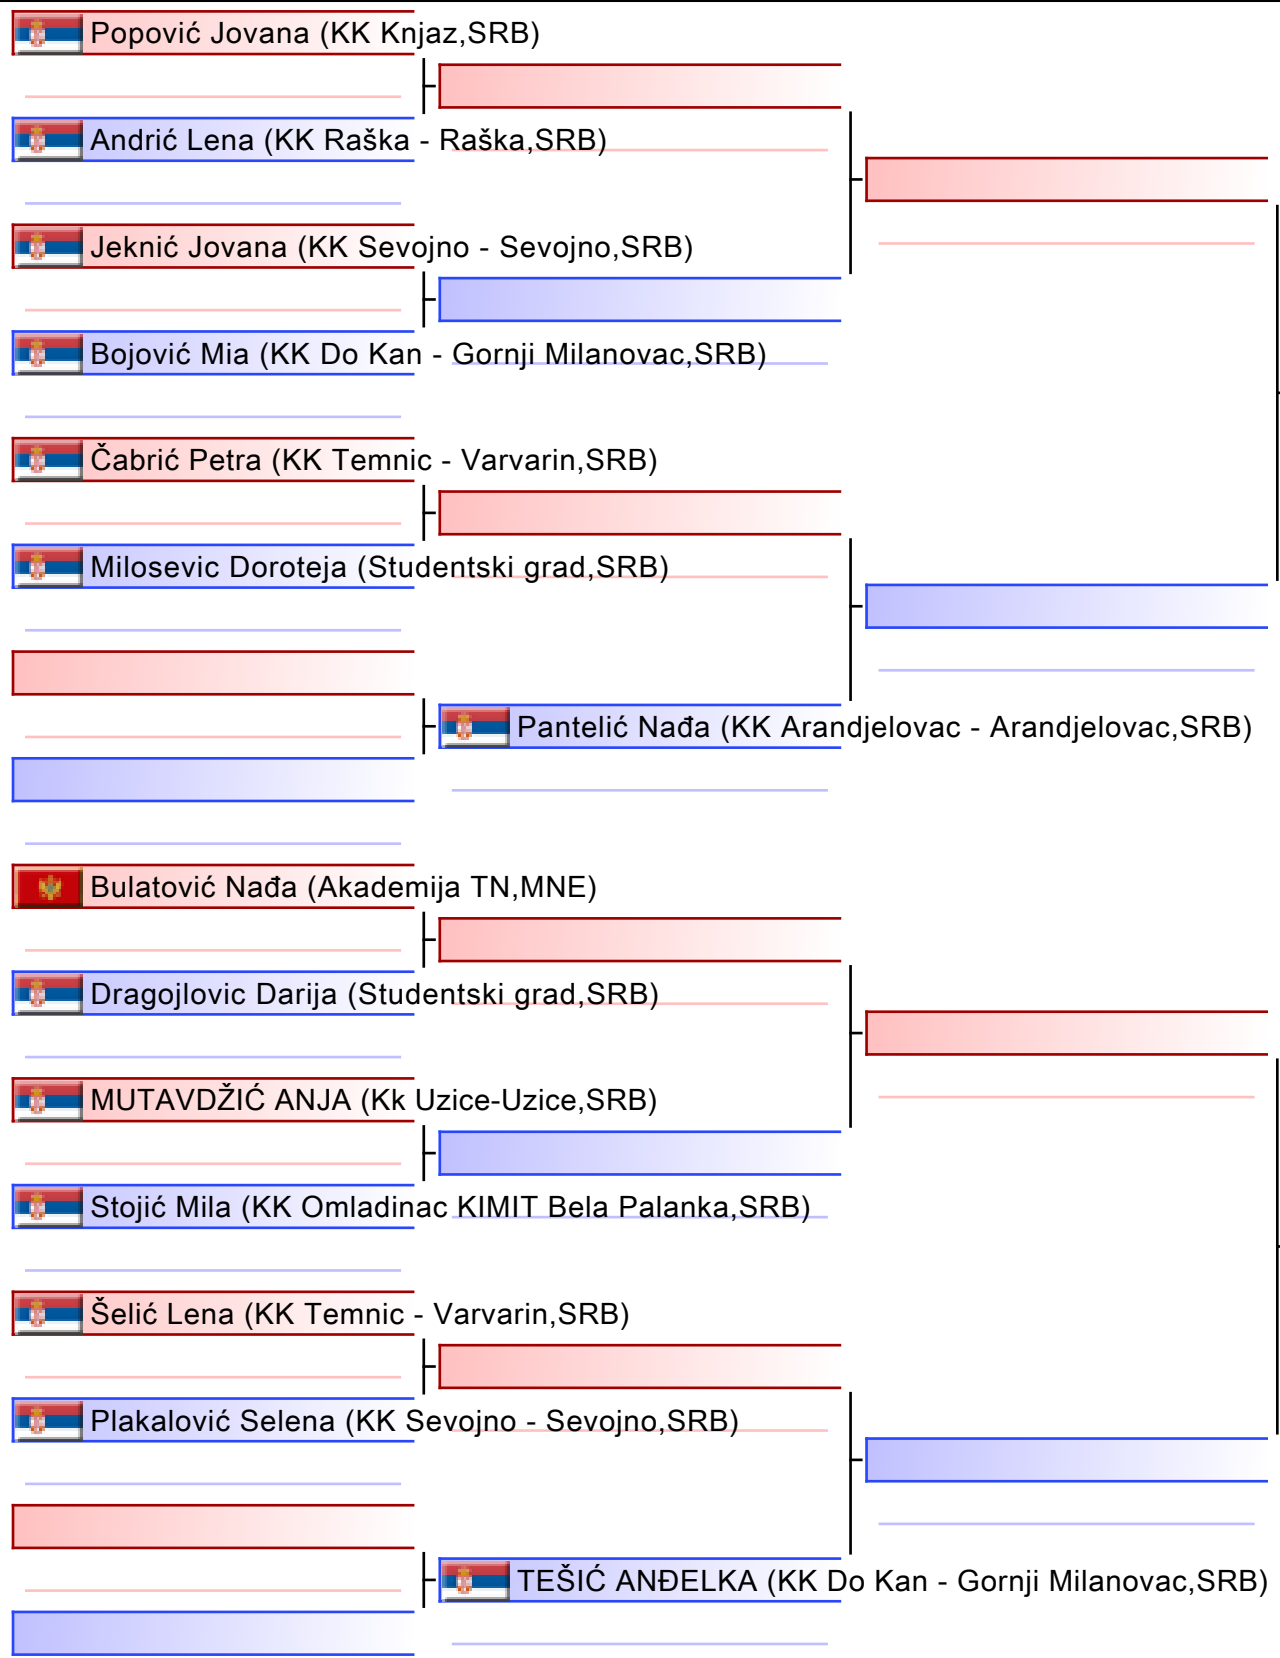 Popović Jovana (KK Knjaz,SRB)
Andrić Lena (KK Raška - Raška,SRB)
Jeknić Jovana (KK Sevojno - Sevojno,SRB)
Bojović Mia (KK Do Kan - Gornji Milanovac,SRB)
Čabrić Petra (KK Temnic - Varvarin,SRB)
Milosevic Doroteja (Studentski grad,SRB)
Pantelić Nađa (KK Arandjelovac - Arandjelovac,SRB)
Bulatović Nađa (Akademija TN,MNE)
Dragojlovic Darija (Studentski grad,SRB)
MUTAVDŽIĆ ANJA (Kk Uzice-Uzice,SRB)
Stojić Mila (KK Omladinac KIMIT Bela Palanka,SRB)
Šelić Lena (KK Temnic - Varvarin,SRB)
Plakalović Selena (KK Sevojno - Sevojno,SRB)
TEŠIĆ ANĐELKA (KK Do Kan - Gornji Milanovac,SRB)